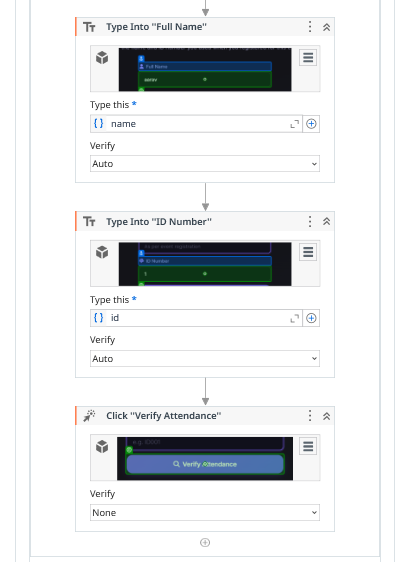 Type Into "Full Name"
Full Name
aarav
Type this *
{ } name
Verify
Auto
Type Into "ID Number"
ID Number
Type this *
{ } id
Verify
Auto
Click "Verify Attendance"
Verify Attendance
Verify
None